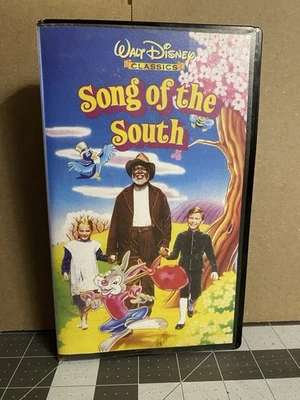 WALT DISNEY
CLASSICS
Song of the
South